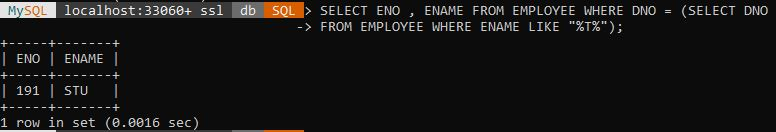 MySQL localhost:33060+ ssl db SQL > SELECT ENO , ENAME FROM EMPLOYEE WHERE DNO = (SELECT DNO
-> FROM EMPLOYEE WHERE ENAME LIKE "%T%");
+-----+-------+
| ENO | ENAME |
+-----+-------+
| 191 | STU   |
+-----+-------+
1 row in set (0.0016 sec)